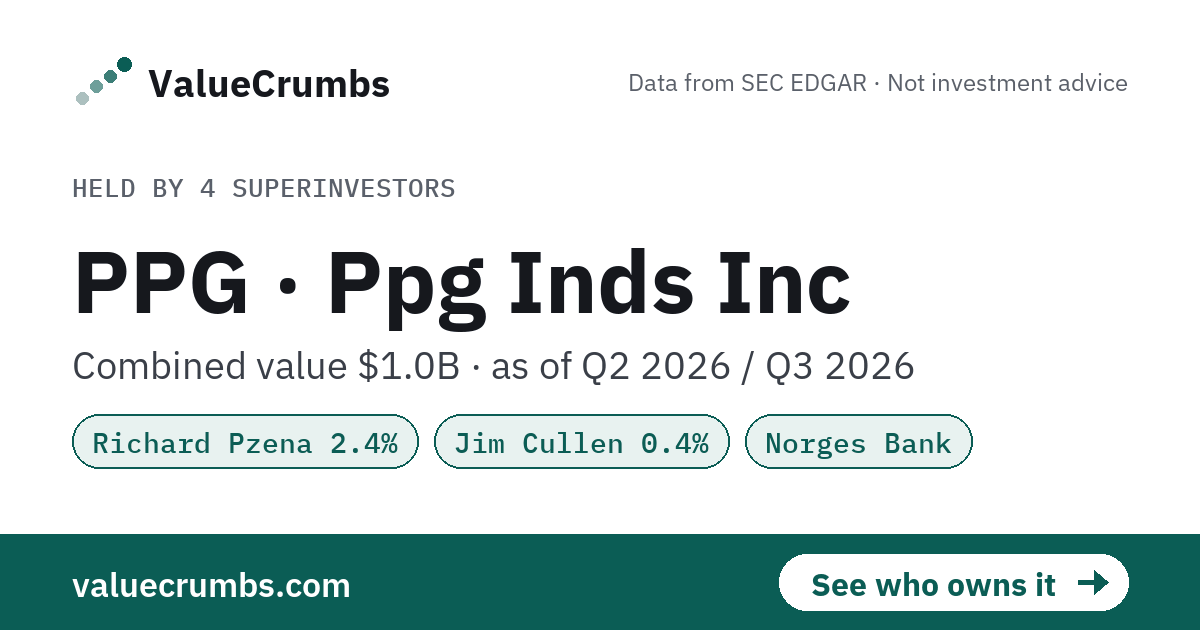 ValueCrumbs
Data from SEC EDGAR · Not investment advice
HELD BY 4 SUPERINVESTORS
PPG · Ppg Inds Inc
Combined value $1.0B · as of Q2 2026 / Q3 2026
Richard Pzena 2.4%
Jim Cullen 0.4%
Norges Bank
valuecrumbs.com
See who owns it →